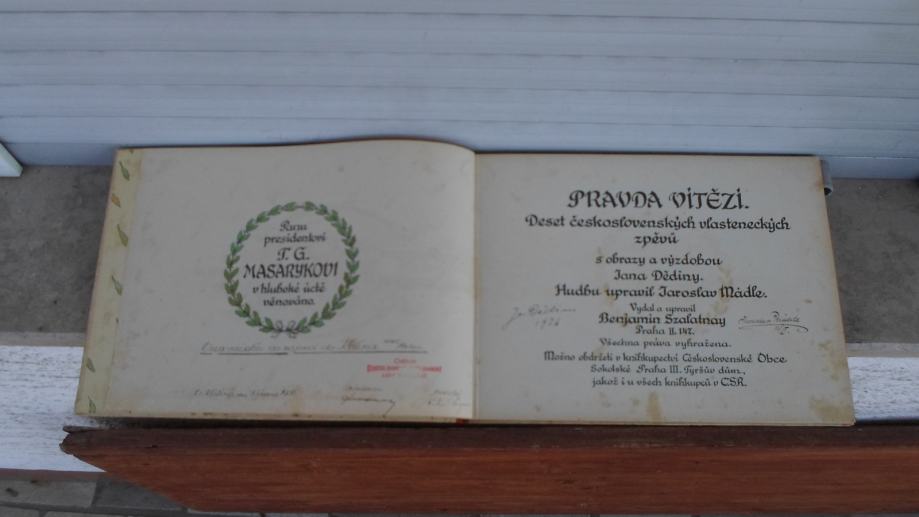 Panu
presidentovi
T. G.
MASARYKOVI
v hluboké úctě
věnováno.
PRAVDA VÍTĚZÍ.
Deset československých vlasteneckých
zpěvů
s obrazy a výzdobou
Jana Dědiny.
Hudbu upravil Jaroslav Mádle.
Vydal a upravil
Benjamin Szalatnay
Praha II. 147.
Všechna práva vyhražena.
Možno obdržeti v knihkupectví Československé Obce
Sokolské Praha III. Tyršův dům,
jakož i u všech knihkupců v ČSR.
1926